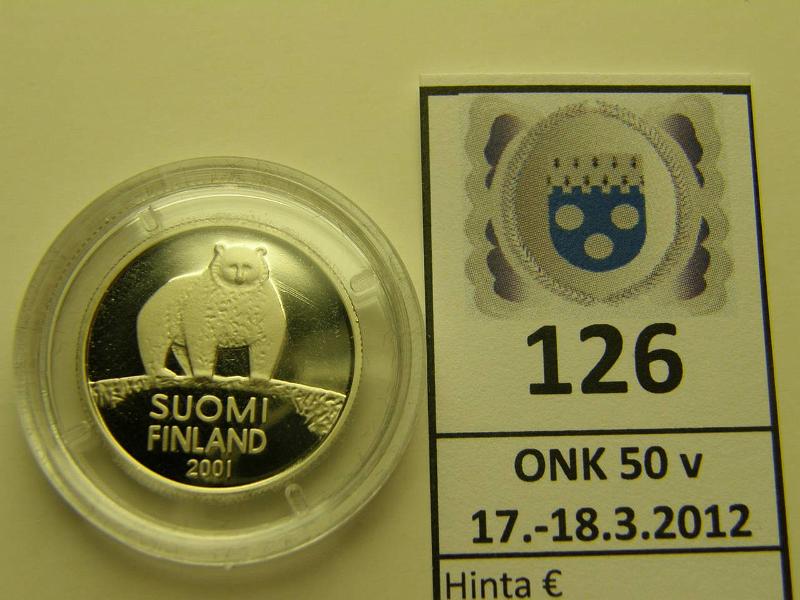 SUOMI
FINLAND
2001
126
ONK 50 v
17.-18.3.2012
Hinta €